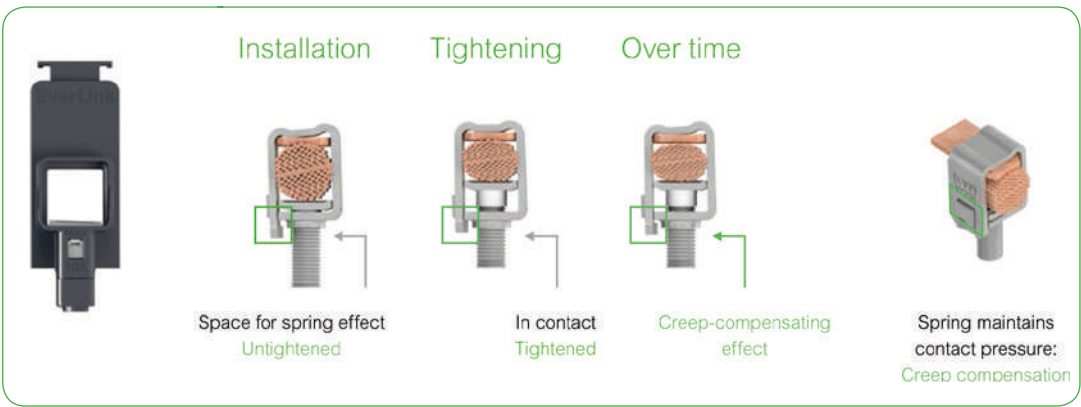 EverLink
Installation
Tightening
Over time
Space for spring effect
Untightened
In contact
Tightened
Creep-compensating
effect
Spring maintains
contact pressure:
Creep compensation